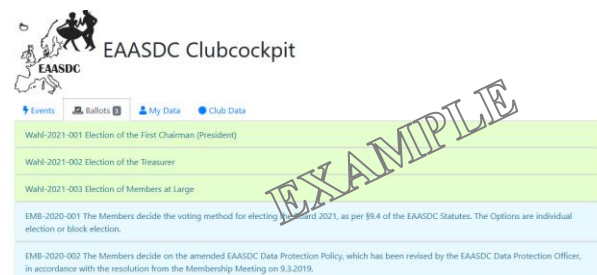 EAASDC
EAASDC Clubcockpit
Events
Ballots 3
My Data
Club Data
Wahl-2021-001 Election of the First Chairman (President)
Wahl-2021-002 Election of the Treasurer
Wahl-2021-003 Election of Members at Large
EXAMPLE
EMB-2020-001 The Members decide the voting method for electing the Board 2021, as per §9.4 of the EAASDC Statutes. The Options are individual
election or block election.
EMB-2020-002 The Members decide on the amended EAASDC Data Protection Policy, which has been revised by the EAASDC Data Protection Officer,
in accordance with the resolution from the Membership Meeting on 9.3.2019.